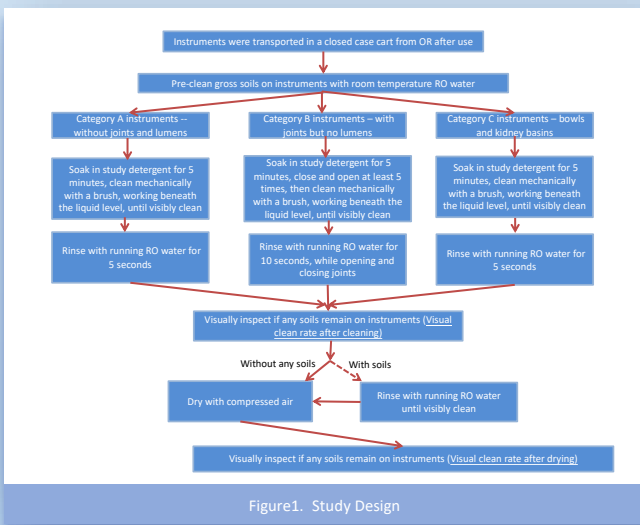 Instruments were transported in a closed case cart from OR after use
Pre-clean gross soils on instruments with room temperature RO water
Category A instruments --
without joints and lumens
Category B instruments – with
joints but no lumens
Category C instruments – bowls
and kidney basins
Soak in study detergent for 5
minutes, clean mechanically
with a brush, working beneath
the liquid level, until visibly clean
Soak in study detergent for 5
minutes, close and open at least 5
times, then clean mechanically
with a brush, working beneath the
liquid level, until visibly clean
Soak in study detergent for 5
minutes, clean mechanically
with a brush, working beneath
the liquid level, until visibly clean
Rinse with running RO water for
5 seconds
Rinse with running RO water for
10 seconds, while opening and
closing joints
Rinse with running RO water for
5 seconds
Visually inspect if any soils remain on instruments (Visual
clean rate after cleaning)
Without any soils
With soils
Dry with compressed air
Rinse with running RO water
until visibly clean
Visually inspect if any soils remain on instruments (Visual clean rate after drying)
Figure1. Study Design